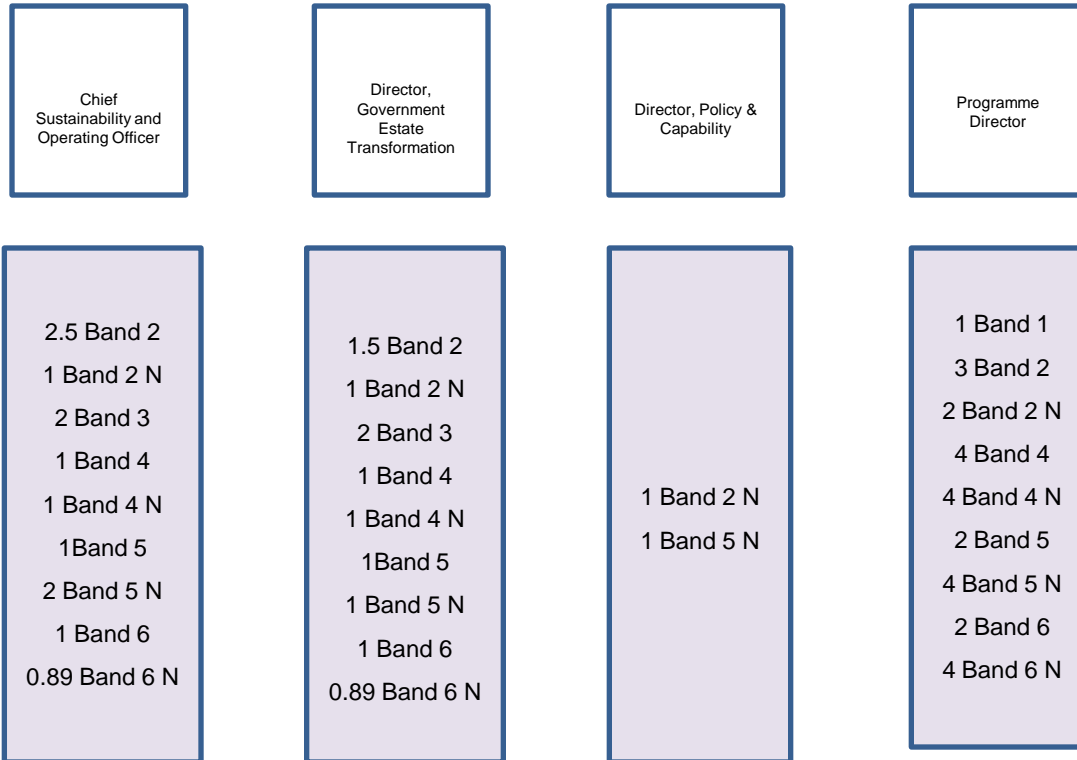 Chief
Sustainability and
Operating Officer
Director,
Government
Estate
Transformation
Director, Policy &
Capability
Programme
Director
2.5 Band 2
1 Band 2 N
2 Band 3
1 Band 4
1 Band 4 N
1Band 5
2 Band 5 N
1 Band 6
0.89 Band 6 N
1.5 Band 2
1 Band 2 N
2 Band 3
1 Band 4
1 Band 4 N
1Band 5
1 Band 5 N
1 Band 6
0.89 Band 6 N
1 Band 2 N
1 Band 5 N
1 Band 1
3 Band 2
2 Band 2 N
4 Band 4
4 Band 4 N
2 Band 5
4 Band 5 N
2 Band 6
4 Band 6 N